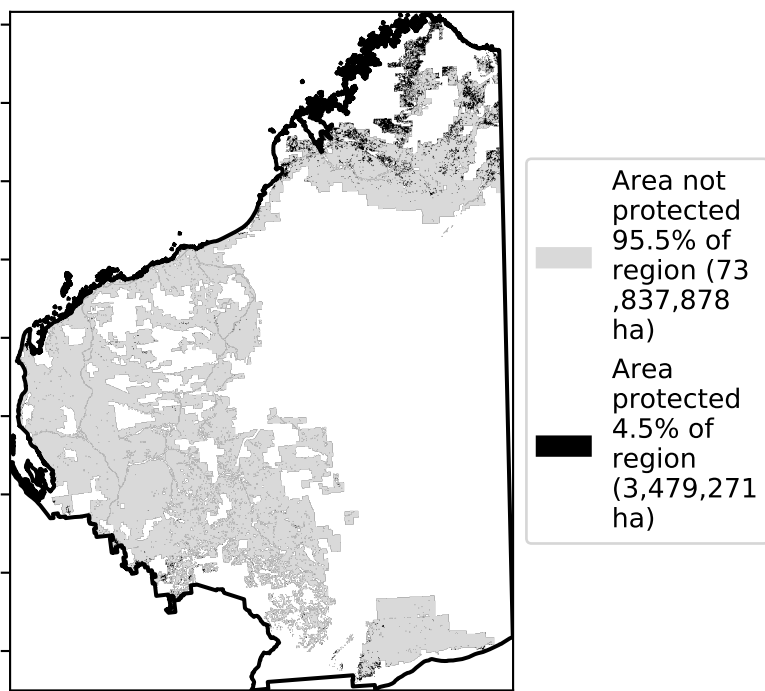 Area not
protected
95.5% of
region (73
,837,878
ha)
Area
protected
4.5% of
region
(3,479,271
ha)